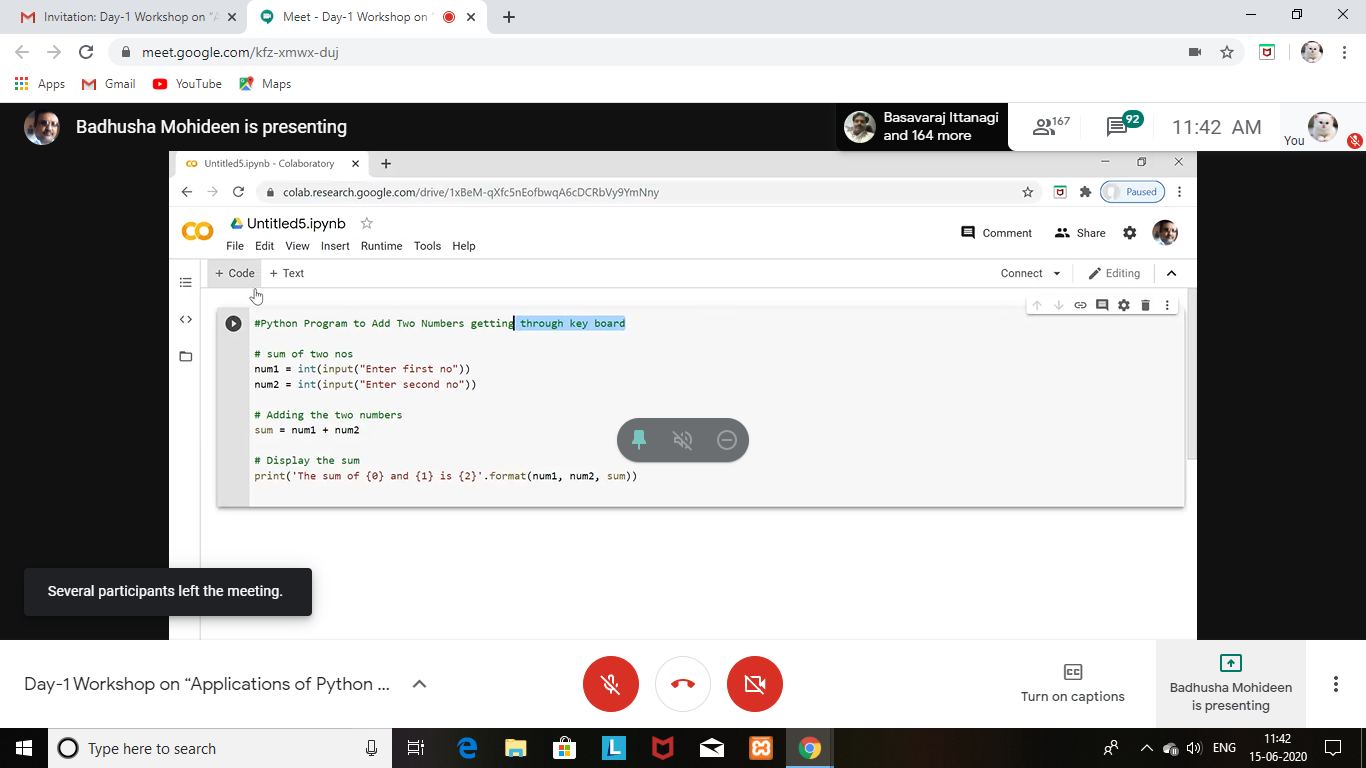 Invitation: Day-1 Workshop on "A
Meet - Day-1 Workshop on "
meet.google.com/kfz-xmwx-duj
Apps
Gmail
YouTube
Maps
Badhusha Mohideen is presenting
Basavaraj Ittanagi
and 164 more
167
92
11:42 AM
You
Untitled5.ipynb - Colaboratory
colab.research.google.com/drive/1xBeM-qXfc5nEofbwqA6cDCRbVy9YmNny
Paused
CO
Untitled5.ipynb
File Edit View Insert Runtime Tools Help
Comment
Share
+ Code + Text
Connect
Editing
#Python Program to Add Two Numbers getting through key board
# sum of two nos
num1 = int(input("Enter first no"))
num2 = int(input("Enter second no"))
# Adding the two numbers
sum = num1 + num2
# Display the sum
print('The sum of {0} and {1} is {2}'.format(num1, num2, sum))
Several participants left the meeting.
Day-1 Workshop on “Applications of Python ...
Turn on captions
Badhusha Mohideen
is presenting
Type here to search
L
ENG
11:42
15-06-2020